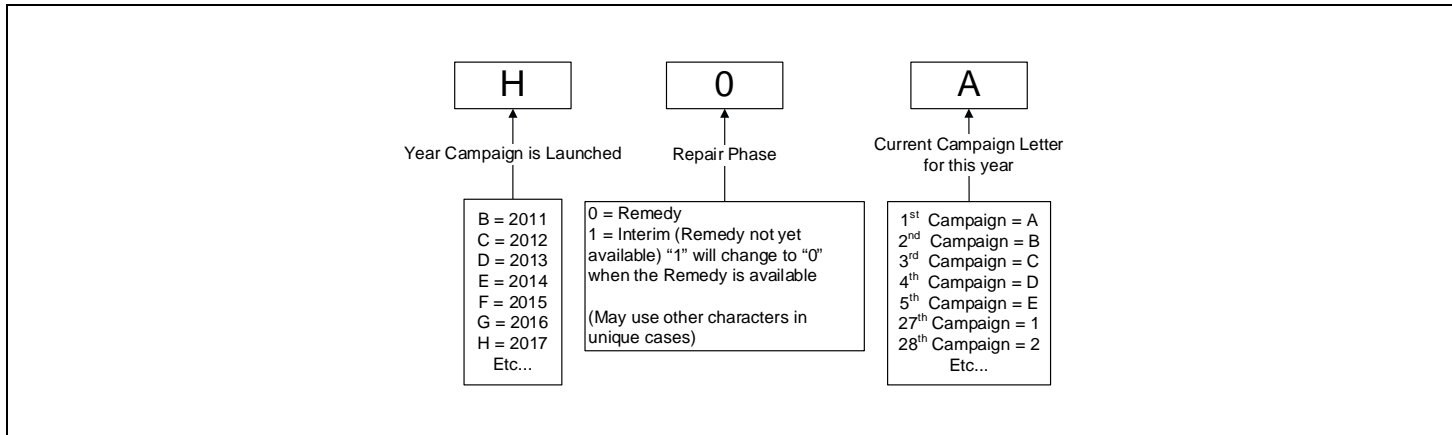 H
0
A
Year Campaign is Launched
Repair Phase
Current Campaign Letter
for this year
B = 2011
C = 2012
D = 2013
E = 2014
F = 2015
G = 2016
H = 2017
Etc...
0 = Remedy
1 = Interim (Remedy not yet
available) “1” will change to “0”
when the Remedy is available
(May use other characters in
unique cases)
1st Campaign = A
2nd Campaign = B
3rd Campaign = C
4th Campaign = D
5th Campaign = E
27th Campaign = 1
28th Campaign = 2
Etc...